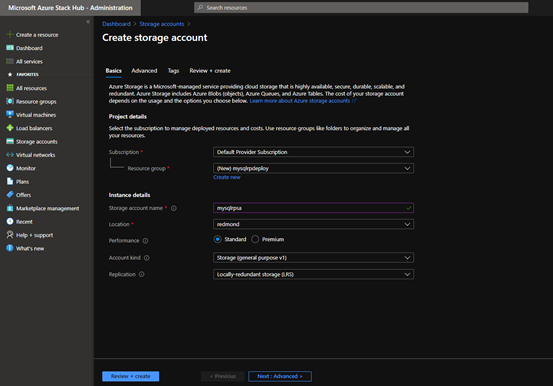 Microsoft Azure Stack Hub - Administration
Search resources
Create a resource
Dashboard
All services
FAVORITES
All resources
Resource groups
Virtual machines
Load balancers
Storage accounts
Virtual networks
Monitor
Plans
Offers
Marketplace management
Recent
Help + support
What's new
Dashboard > Storage accounts >
Create storage account
Basics Advanced Tags Review + create
Azure Storage is a Microsoft-managed service providing cloud storage that is highly available, secure, durable, scalable, and
redundant. Azure Storage includes Azure Blobs (objects), Azure Queues, and Azure Tables. The cost of your storage account
depends on the usage and the options you choose below. Learn more about Azure storage accounts
Project details
Select the subscription to manage deployed resources and costs. Use resource groups like folders to organize and manage all
your resources.
Subscription * Default Provider Subscription
Resource group * (New) mysqlrpdeploy
Create new
Instance details
Storage account name * mysqlrpsa
Location * redmond
Performance Standard Premium
Account kind Storage (general purpose v1)
Replication Locally-redundant storage (LRS)
Review + create < Previous Next : Advanced >